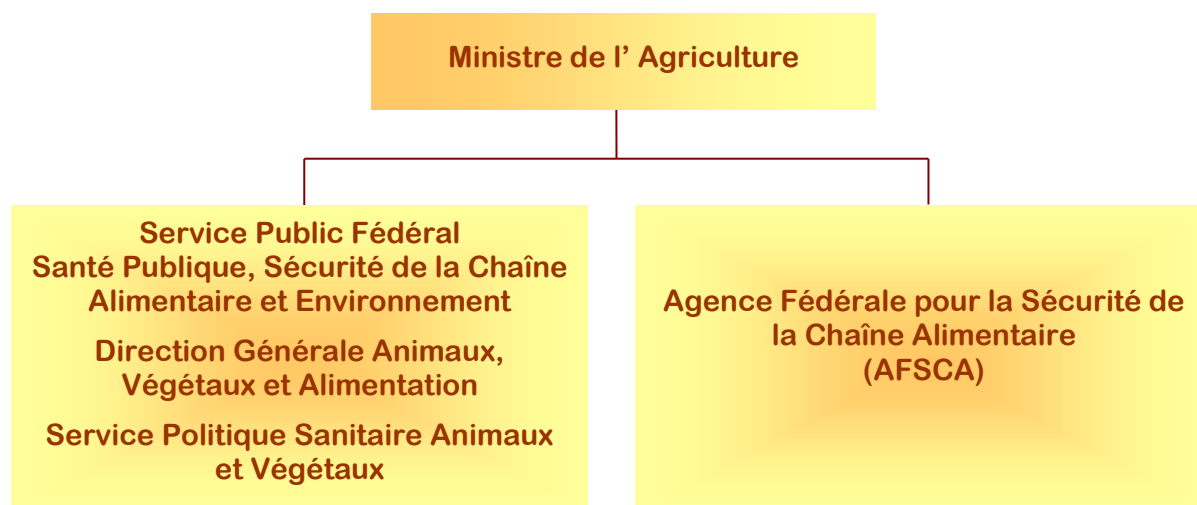 Ministre de l' Agriculture
Service Public Fédéral
Santé Publique, Sécurité de la Chaîne
Alimentaire et Environnement
Direction Générale Animaux,
Végétaux et Alimentation
Service Politique Sanitaire Animaux
et Végétaux
Agence Fédérale pour la Sécurité de
la Chaîne Alimentaire
(AFSCA)